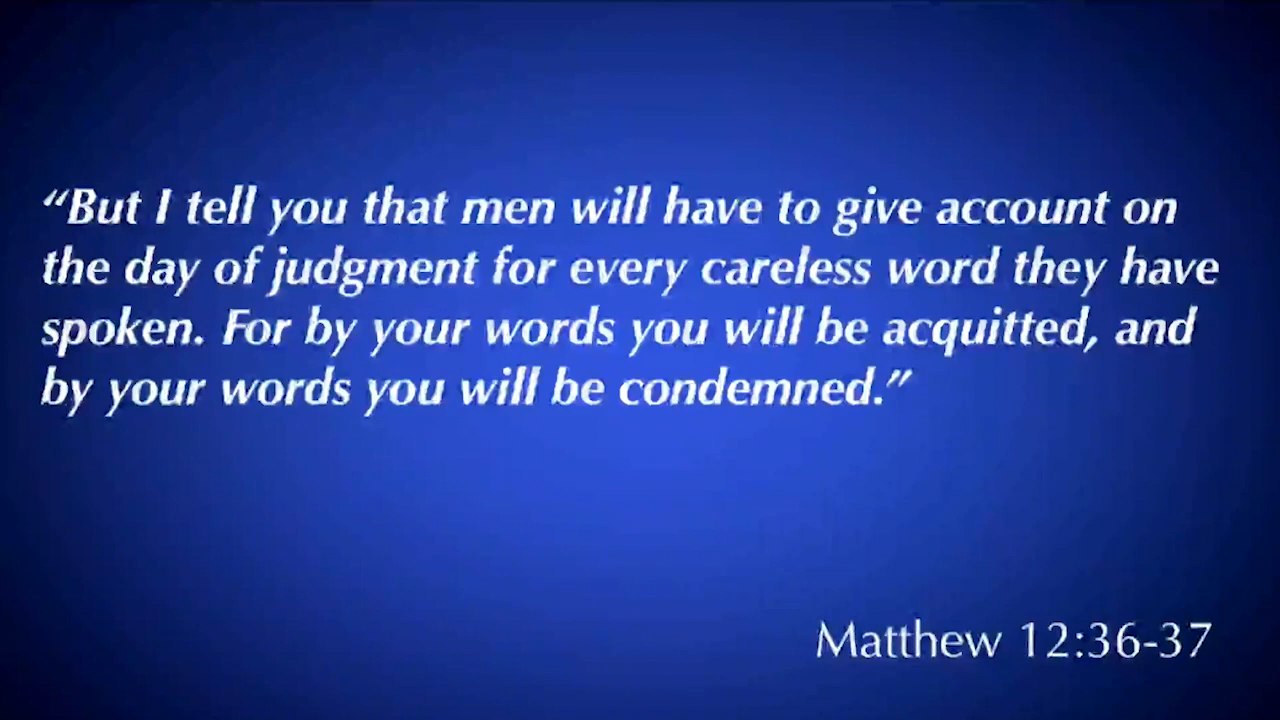 “But I tell you that men will have to give account on
the day of judgment for every careless word they have
spoken. For by your words you will be acquitted, and
by your words you will be condemned.”
Matthew 12:36-37